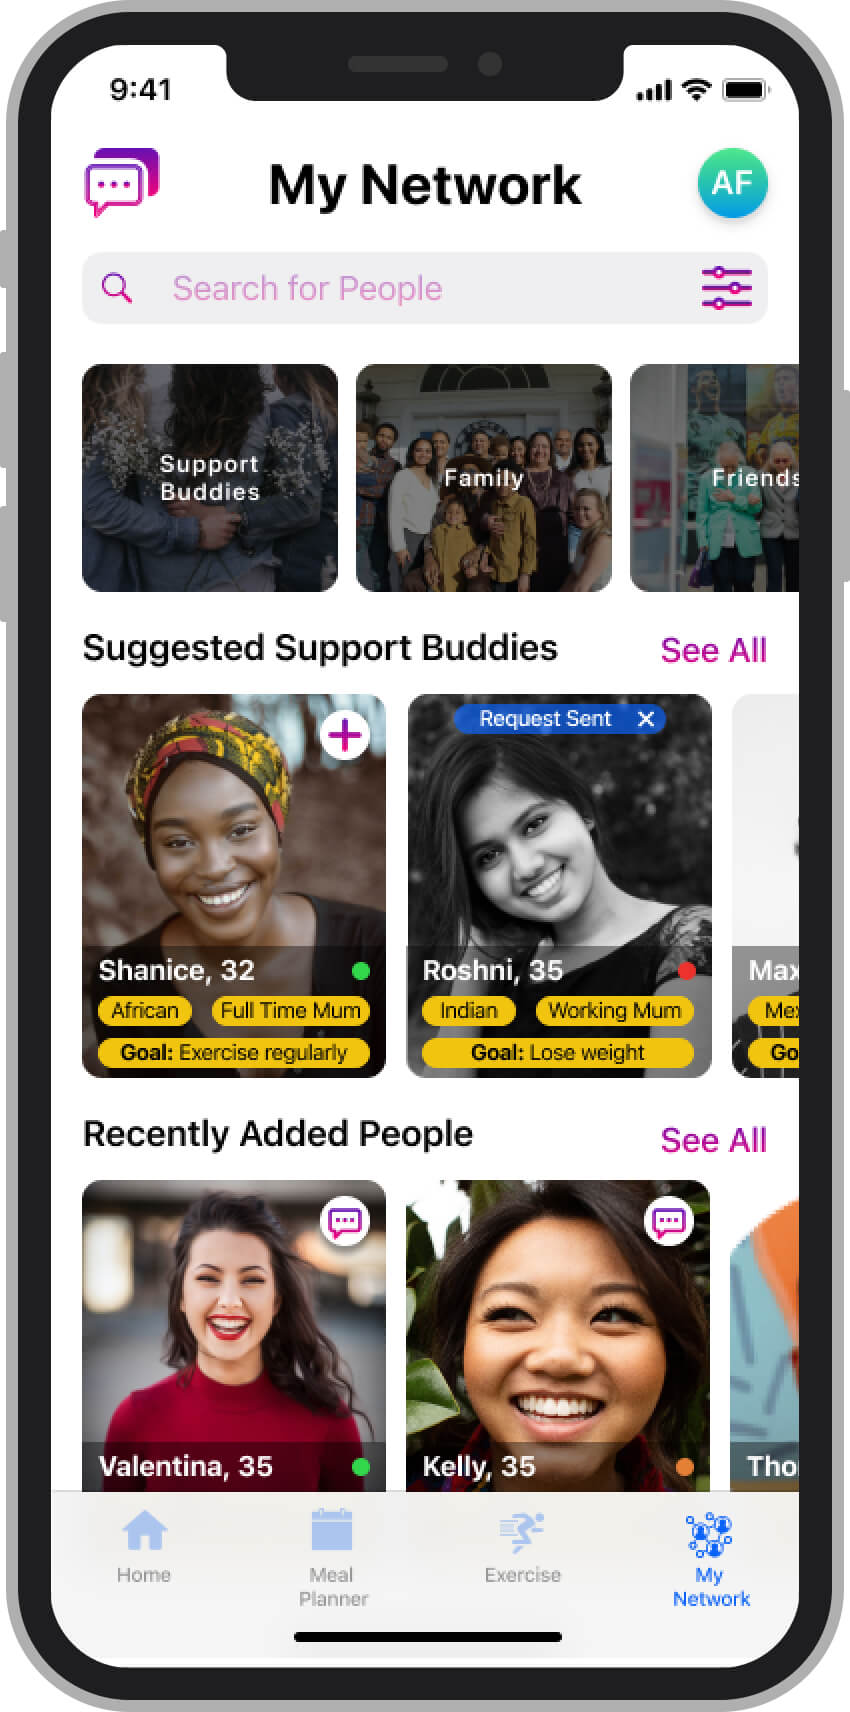 9:41
My Network
AF
Search for People
Support
Buddies
Family
Friends
Suggested Support Buddies
See All
Request Sent
Shanice, 32
African
Full Time Mum
Goal: Exercise regularly
Roshni, 35
Indian
Working Mum
Goal: Lose weight
Max
Mex
Go
Recently Added People
See All
Valentina, 35
Kelly, 35
Tho
Home
Meal
Planner
Exercise
My
Network